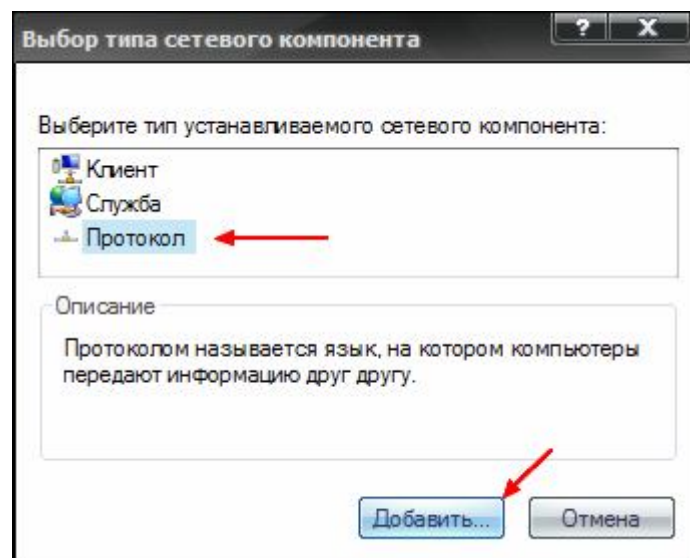 Выбор типа сетевого компонента
? X
Выберите тип устанавливаемого сетевого компонента:
Клиент
Служба
Протокол
Описание
Протоколом называется язык, на котором компьютеры
передают информацию друг другу.
Добавить...
Отмена